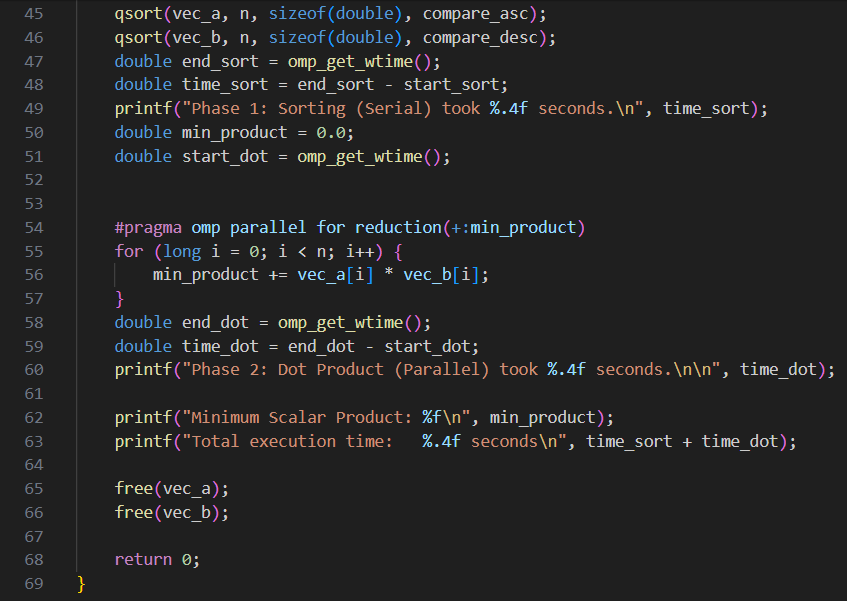 45 qsort(vec_a, n, sizeof(double), compare_asc);
46 qsort(vec_b, n, sizeof(double), compare_desc);
47 double end_sort = omp_get_wtime();
48 double time_sort = end_sort - start_sort;
49 printf("Phase 1: Sorting (Serial) took %.4f seconds.\n", time_sort);
50 double min_product = 0.0;
51 double start_dot = omp_get_wtime();
52
53
54 #pragma omp parallel for reduction(+:min_product)
55 for (long i = 0; i < n; i++) {
56 min_product += vec_a[i] * vec_b[i];
57 }
58 double end_dot = omp_get_wtime();
59 double time_dot = end_dot - start_dot;
60 printf("Phase 2: Dot Product (Parallel) took %.4f seconds.\n\n", time_dot);
61
62 printf("Minimum Scalar Product: %f\n", min_product);
63 printf("Total execution time:   %.4f seconds\n", time_sort + time_dot);
64
65 free(vec_a);
66 free(vec_b);
67
68 return 0;
69 }